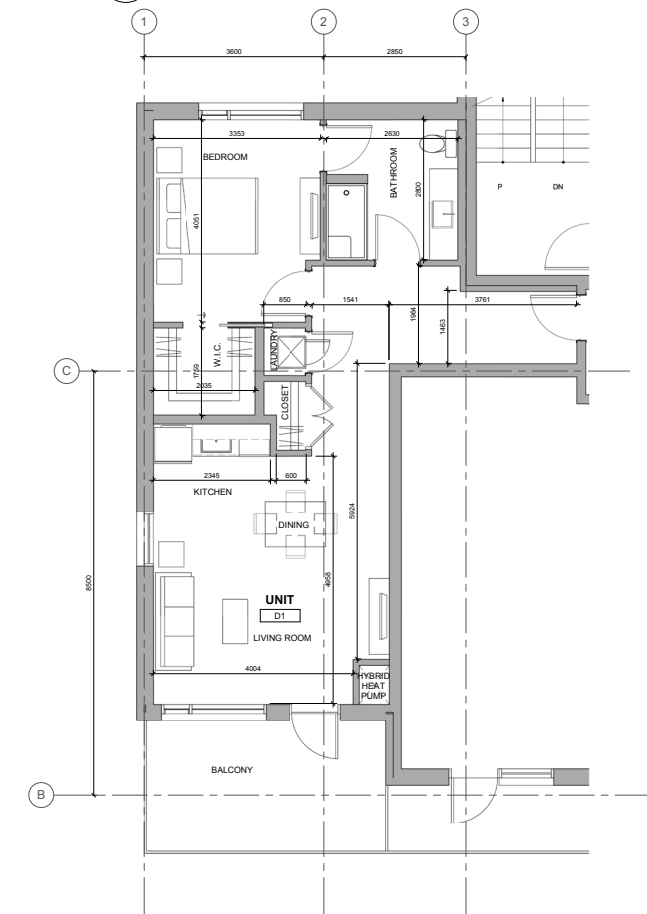 1
2
3
3600
2850
3353
2630
BEDROOM
BATHROOM
2800
P
DN
4051
850
1541
3761
1984
1463
LAUNDRY
W.I.C.
1759
C
2035
CLOSET
2345
600
KITCHEN
5924
DINING
8500
4958
UNIT
D1
LIVING ROOM
4004
HYBRID
HEAT
PUMP
BALCONY
B